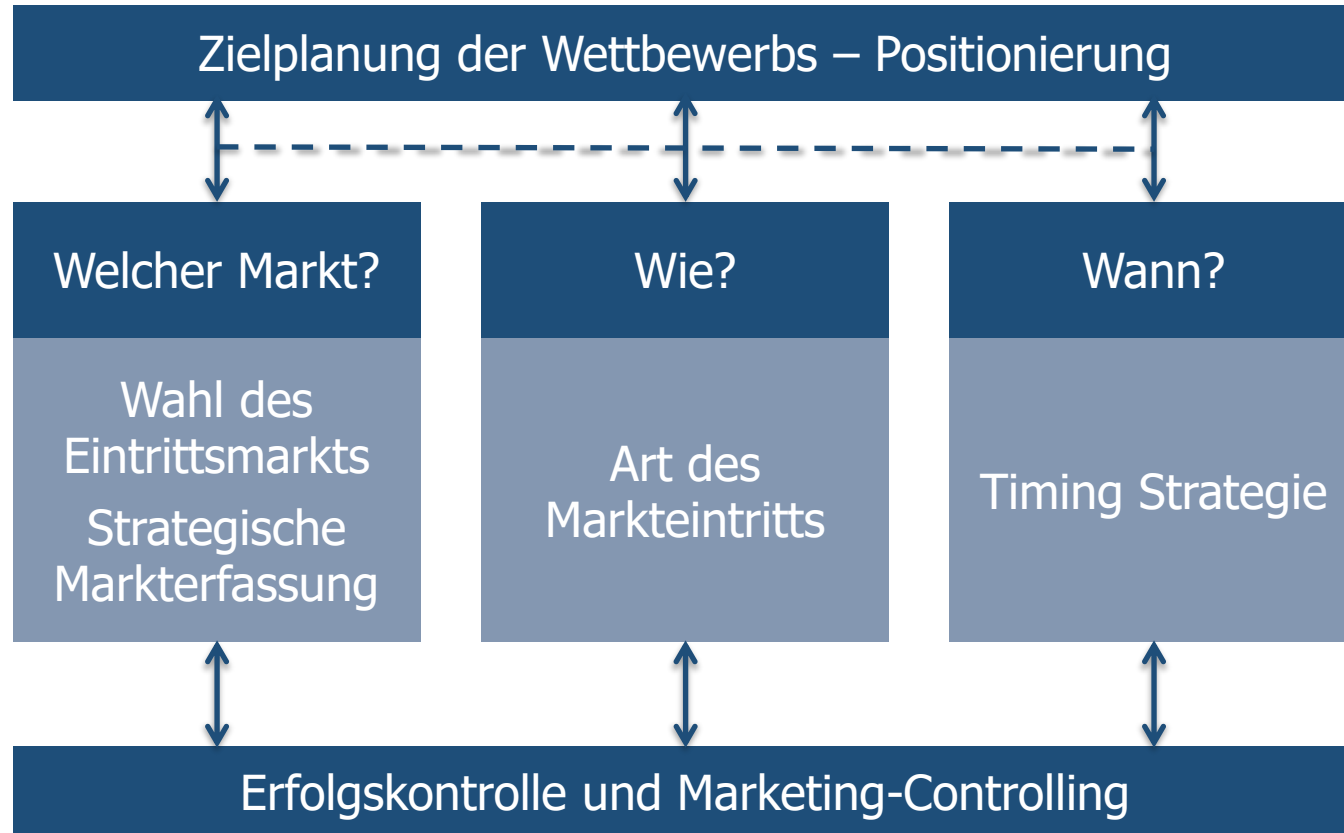 Zielplanung der Wettbewerbs – Positionierung
Welcher Markt?
Wahl des
Eintrittsmarkts
Strategische
Markterfassung
Wie?
Art des
Markteintritts
Wann?
Timing Strategie
Erfolgskontrolle und Marketing-Controlling